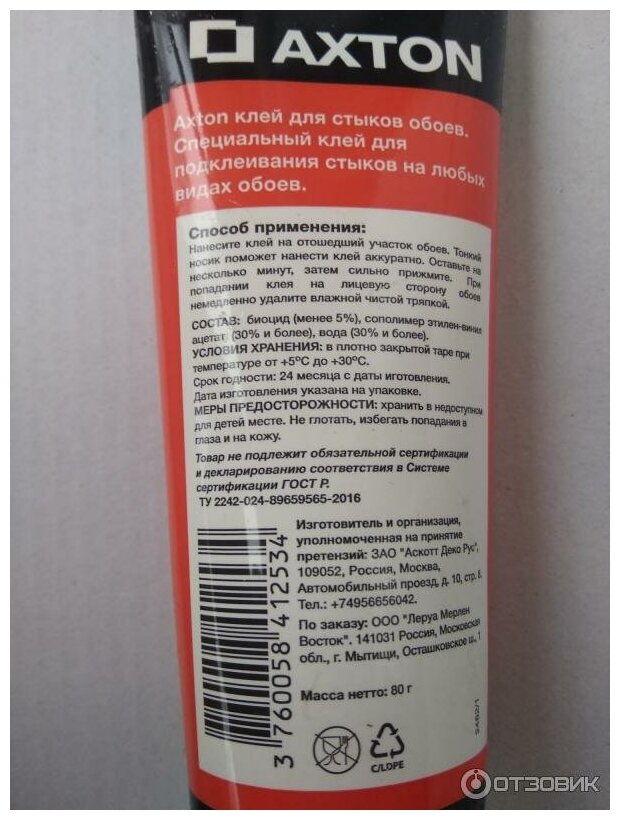 AXTON
Axton клей для стыков обоев.
Специальный клей для
подклеивания стыков на любых
видах обоев.
Способ применения:
Нанесите клей на отошедший участок обоев. Тонкий
носик поможет нанести клей аккуратно. Оставьте на
несколько минут, затем сильно прижмите. При
попадании клея на лицевую сторону обоев
немедленно удалите влажной чистой тряпкой.
СОСТАВ: биоцид (менее 5%), сополимер этилен-винил
ацетат (30% и более), вода (30% и более).
УСЛОВИЯ ХРАНЕНИЯ: в плотно закрытой таре при
температуре от +5ºС до +30ºС.
Срок годности: 24 месяца с даты иготовления.
Дата изготовления указана на упаковке.
МЕРЫ ПРЕДОСТОРОЖНОСТИ: хранить в недоступном
для детей месте. Не глотать, избегать попадания в
глаза и на кожу.
Товар не подлежит обязательной сертификации
и декларированию соответствия в Системе
сертификации ГОСТ Р.
ТУ 2242-024-89659565-2016
Изготовитель и организация,
уполномоченная на принятие
претензий: ЗАО "Аскотт Деко Рус",
109052, Россия, Москва,
Автомобильный проезд, д. 10, стр. 8.
Тел.: +74956656042.
По заказу: ООО "Леруа Мерлен
Восток". 141031 Россия, Московская
обл., г. Мытищи, Осташковское ш., 1
Масса нетто: 80 г
3 760058 412534
C/LDPE
2462/1
ОТЗОВИК